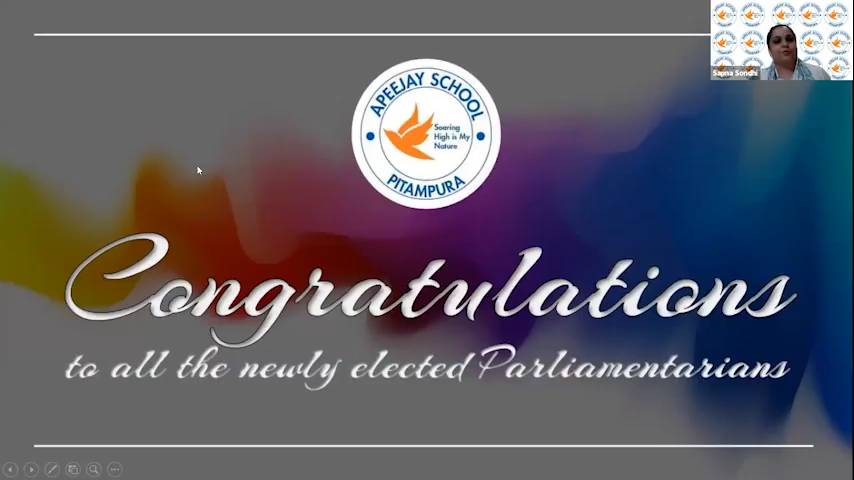 APEEJAY SCHOOL
Soaring
High is My
Nature
PITAMPURA
Congratulations
to all the newly elected Parliamentarians
Sapna Sondhi